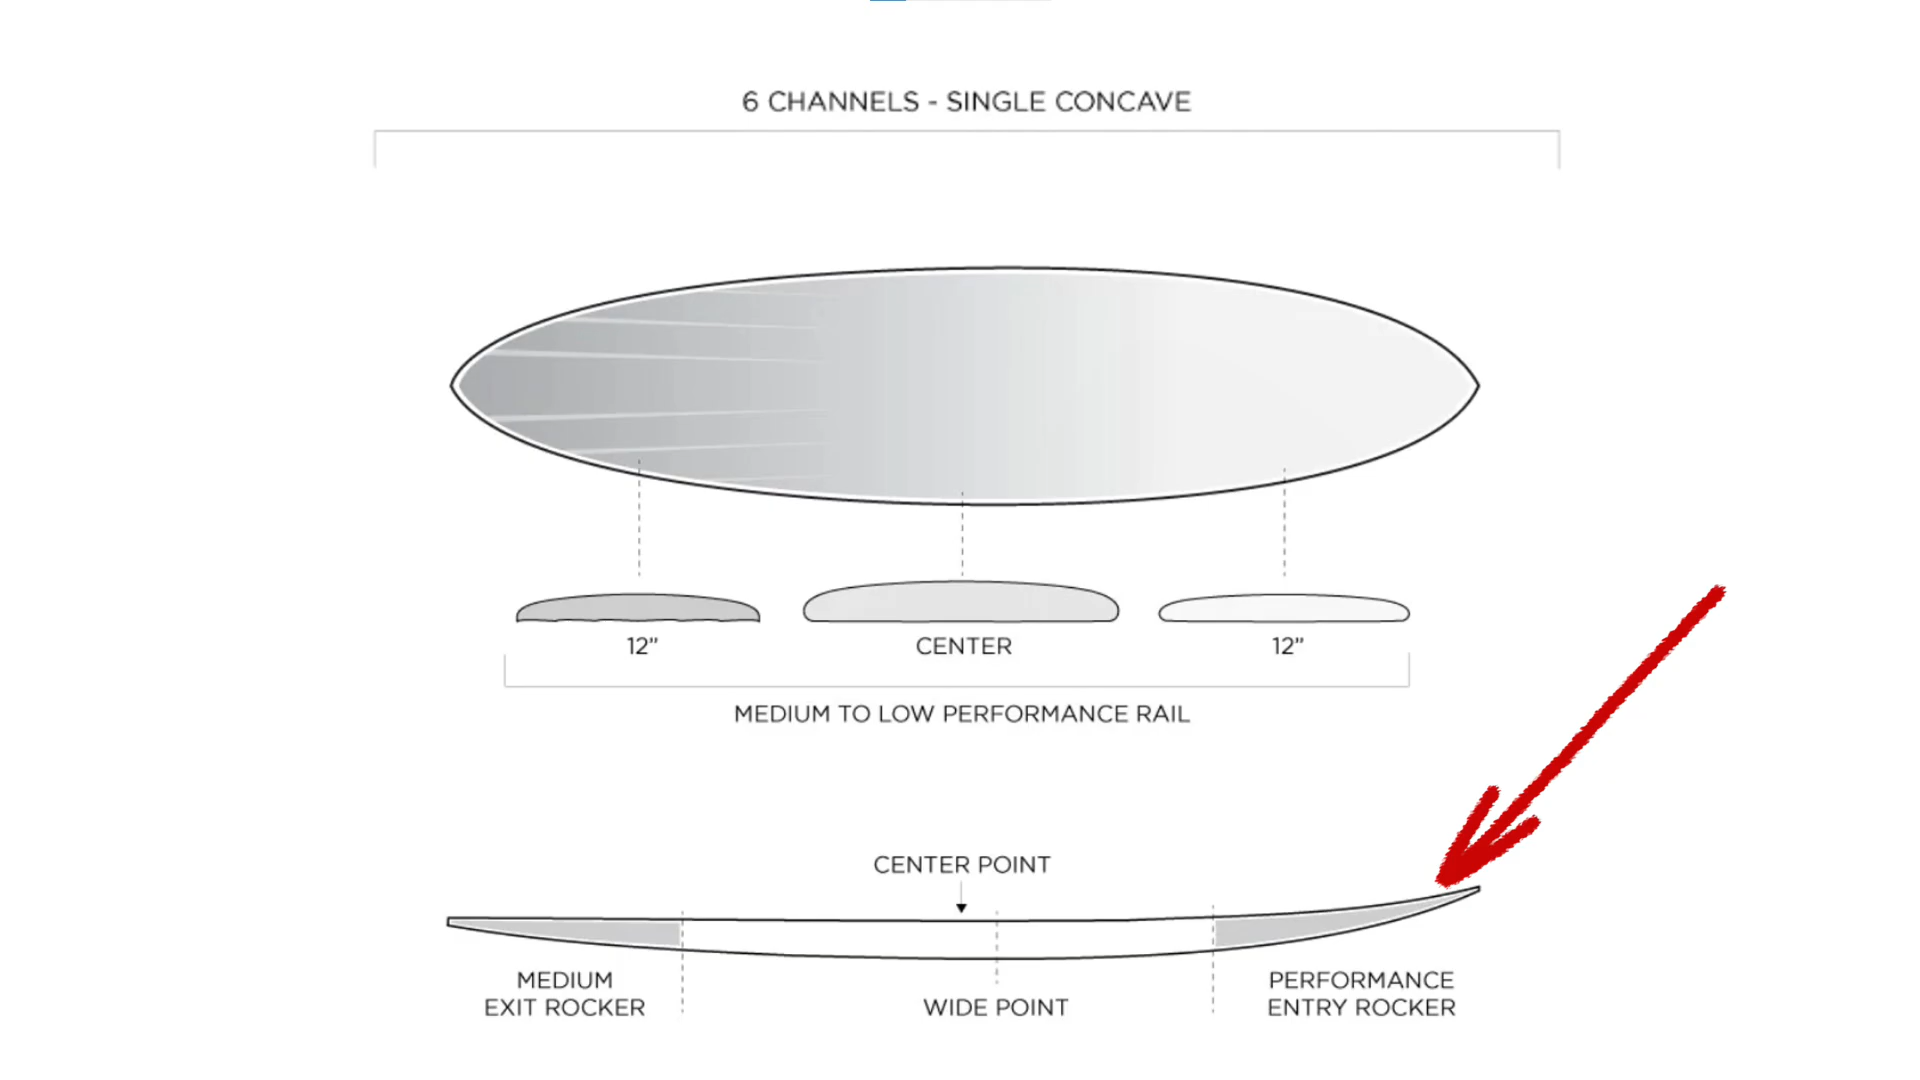 6 CHANNELS - SINGLE CONCAVE
12”
CENTER
12”
MEDIUM TO LOW PERFORMANCE RAIL
CENTER POINT
MEDIUM
EXIT ROCKER
WIDE POINT
PERFORMANCE
ENTRY ROCKER